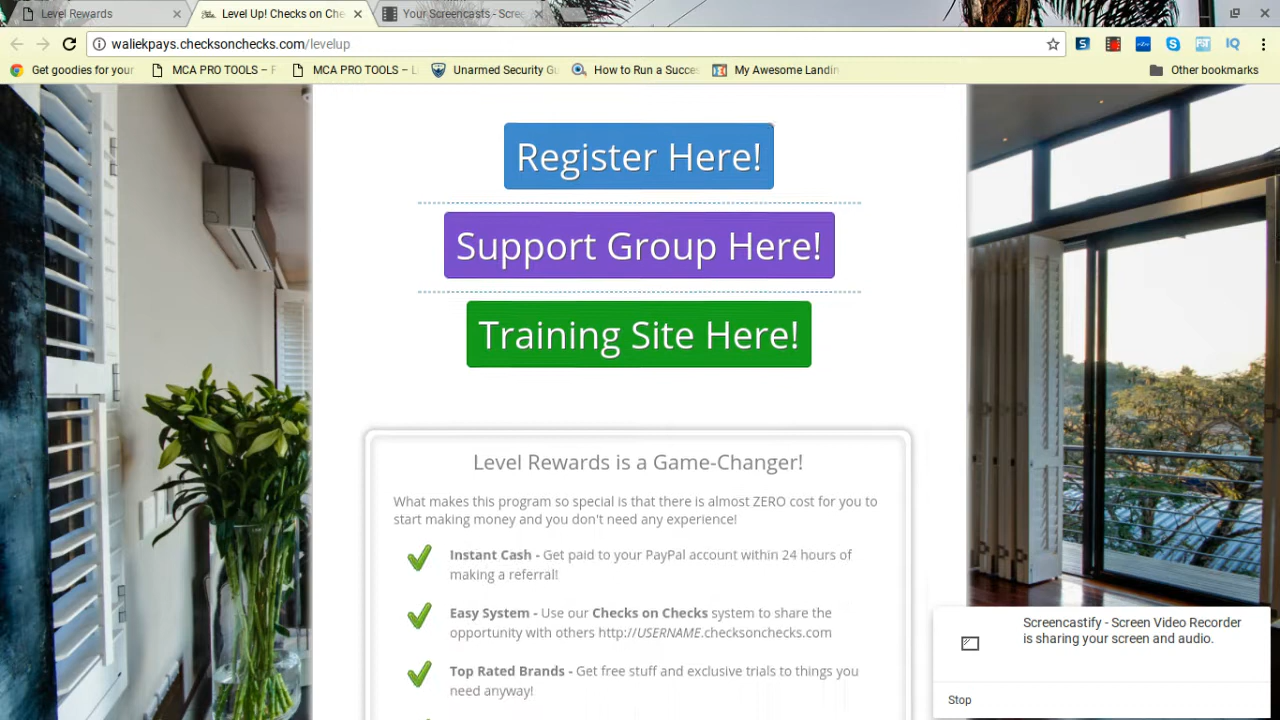 Level Rewards
Level Up! Checks on Che
Your Screencasts - Scree
waliekpays.checksonchecks.com/levelup
Get goodies for your
MCA PRO TOOLS – F
MCA PRO TOOLS – L
Unarmed Security Gu
How to Run a Succes
My Awesome Landin
Other bookmarks
Register Here!
Support Group Here!
Training Site Here!
Level Rewards is a Game-Changer!
What makes this program so special is that there is almost ZERO cost for you to
start making money and you don't need any experience!
Instant Cash - Get paid to your PayPal account within 24 hours of
making a referral!
Easy System - Use our Checks on Checks system to share the
opportunity with others http://USERNAME.checksonchecks.com
Top Rated Brands - Get free stuff and exclusive trials to things you
need anyway!
Screencastify - Screen Video Recorder
is sharing your screen and audio.
Stop